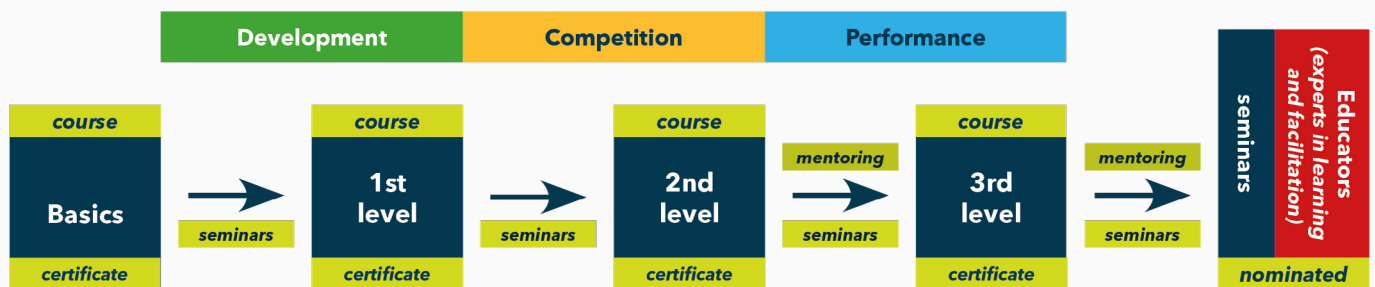 Development
Competition
Performance
course
Basics
certificate
seminars
course
1st
level
certificate
seminars
course
2nd
level
certificate
mentoring
seminars
course
3rd
level
certificate
mentoring
seminars
seminars
Educators
(experts in learning
and facilitation)
nominated